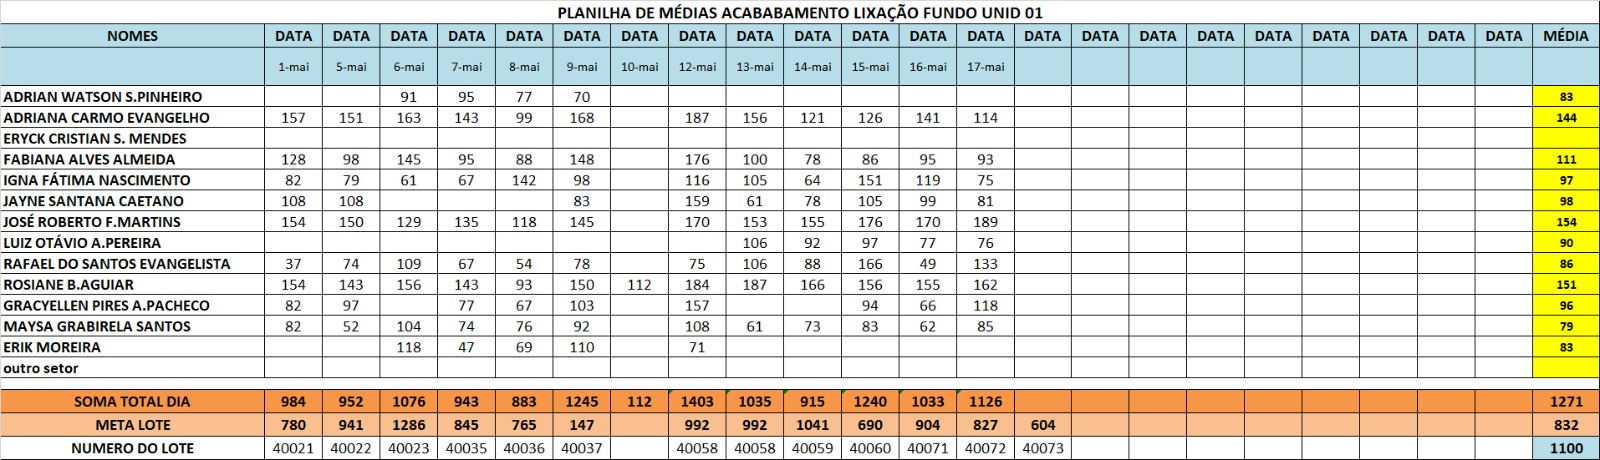 PLANILHA DE MÉDIAS ACABABAMENTO LIXAÇÃO FUNDO UNID 01
NOMES DATA DATA DATA DATA DATA DATA DATA DATA DATA DATA DATA DATA DATA DATA DATA DATA DATA DATA DATA DATA DATA DATA MÉDIA
1-mai 5-mai 6-mai 7-mai 8-mai 9-mai 10-mai 12-mai 13-mai 14-mai 15-mai 16-mai 17-mai
ADRIAN WATSON S.PINHEIRO 91 95 77 70 83
ADRIANA CARMO EVANGELHO 157 151 163 143 99 168 187 156 121 126 141 114 144
ERYCK CRISTIAN S. MENDES
FABIANA ALVES ALMEIDA 128 98 145 95 88 148 176 100 78 86 95 93 111
IGNA FÁTIMA NASCIMENTO 82 79 61 67 142 98 116 105 64 151 119 75 97
JAYNE SANTANA CAETANO 108 108 83 159 61 78 105 99 81 98
JOSÉ ROBERTO F.MARTINS 154 150 129 135 118 145 170 153 155 176 170 189 154
LUIZ OTÁVIO A.PEREIRA 106 92 97 77 76 90
RAFAEL DO SANTOS EVANGELISTA 37 74 109 67 54 78 75 106 88 166 49 133 86
ROSIANE B.AGUIAR 154 143 156 143 93 150 112 184 187 166 156 155 162 151
GRACYELLEN PIRES A.PACHECO 82 97 77 67 103 157 94 66 118 96
MAYSA GRABIRELA SANTOS 82 52 104 74 76 92 108 61 73 83 62 85 79
ERIK MOREIRA 118 47 69 110 71 83
outro setor
SOMA TOTAL DIA 984 952 1076 943 883 1245 112 1403 1035 915 1240 1033 1126 1271
META LOTE 780 941 1286 845 765 147 992 992 1041 690 904 827 604 832
NUMERO DO LOTE 40021 40022 40023 40035 40036 40037 40058 40058 40059 40060 40071 40072 40073 1100